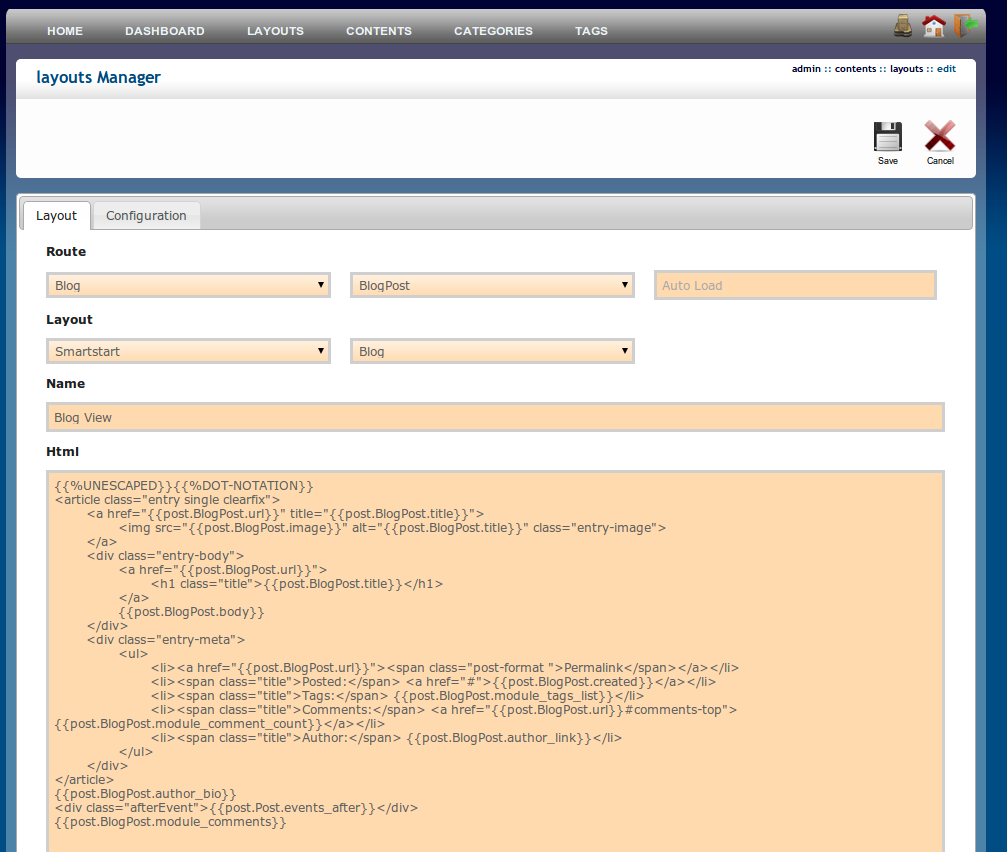 HOME DASHBOARD LAYOUTS CONTENTS CATEGORIES TAGS
layouts Manager
admin :: contents :: layouts :: edit
Save Cancel
Layout Configuration
Route
Blog BlogPost Auto Load
Layout
Smartstart Blog
Name
Blog View
Html
{{%UNESCAPED}}{{%DOT-NOTATION}}
<article class="entry single clearfix">
<a href="{{post.BlogPost.url}}" title="{{post.BlogPost.title}}">
<img src="{{post.BlogPost.image}}" alt="{{post.BlogPost.title}}" class="entry-image">
</a>
<div class="entry-body">
<a href="{{post.BlogPost.url}}">
<h1 class="title">{{post.BlogPost.title}}</h1>
</a>
{{post.BlogPost.body}}
</div>
<div class="entry-meta">
<ul>
<li><a href="{{post.BlogPost.url}}"><span class="post-format ">Permalink</span></a></li>
<li><span class="title">Posted:</span> <a href="#">{{post.BlogPost.created}}</a></li>
<li><span class="title">Tags:</span> {{post.BlogPost.module_tags_list}}</li>
<li><span class="title">Comments:</span> <a href="{{post.BlogPost.url}}#comments-top">
{{post.BlogPost.module_comment_count}}</a></li>
<li><span class="title">Author:</span> {{post.BlogPost.author_link}}</li>
</ul>
</div>
</article>
{{post.BlogPost.author_bio}}
<div class="afterEvent">{{post.Post.events_after}}</div>
{{post.BlogPost.module_comments}}